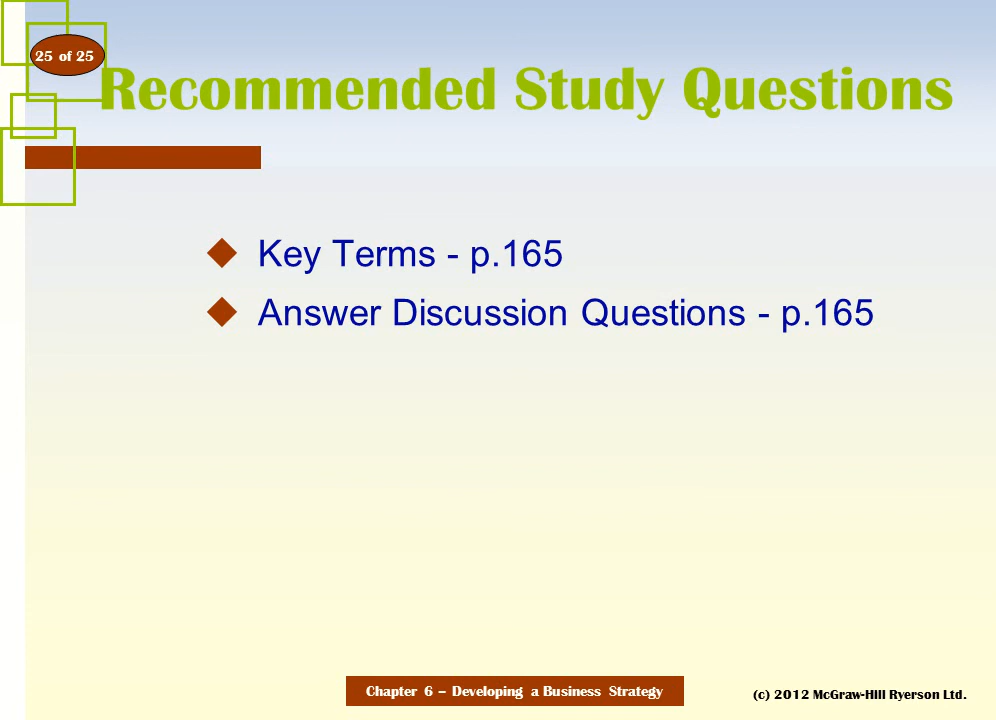 25 of 25
Recommended Study Questions
Key Terms - p.165
Answer Discussion Questions - p.165
Chapter 6 – Developing a Business Strategy
(c) 2012 McGraw-Hill Ryerson Ltd.